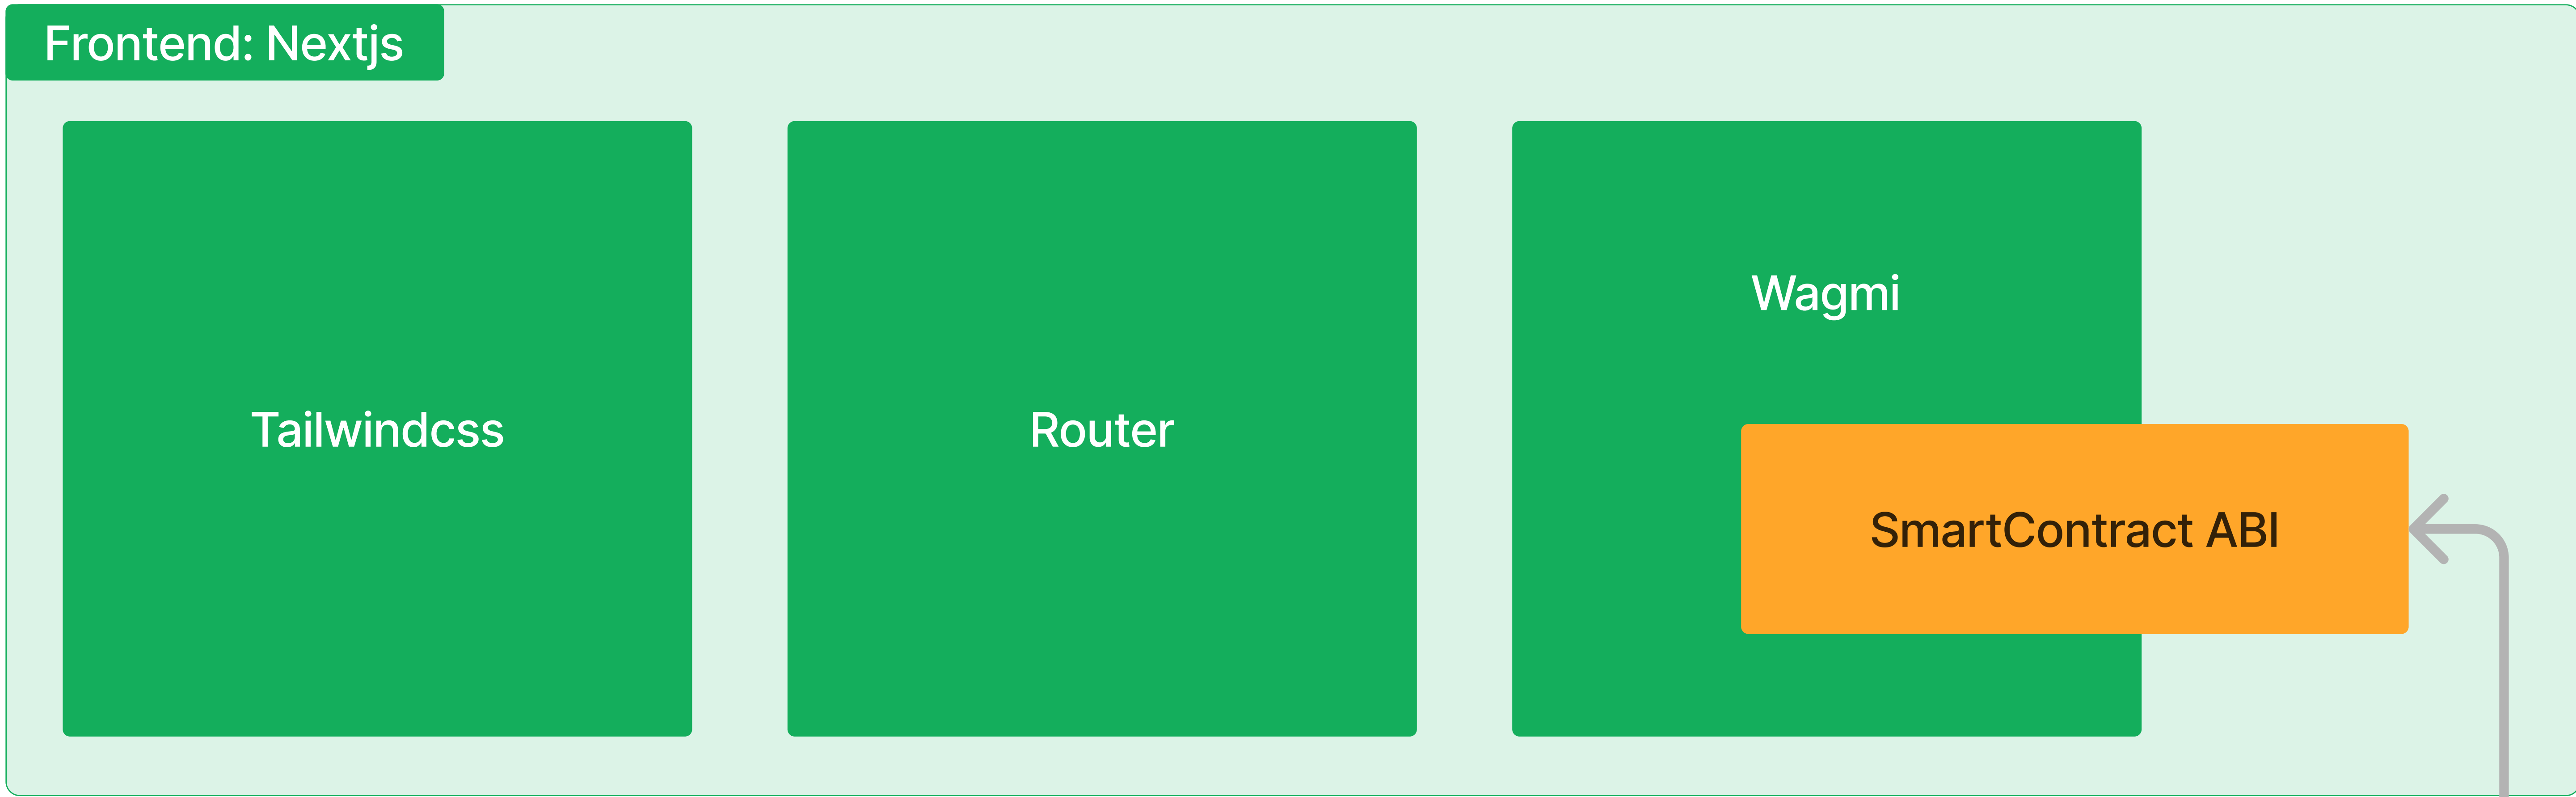 Frontend: Nextjs
Tailwindcss
Router
Wagmi
SmartContract ABI